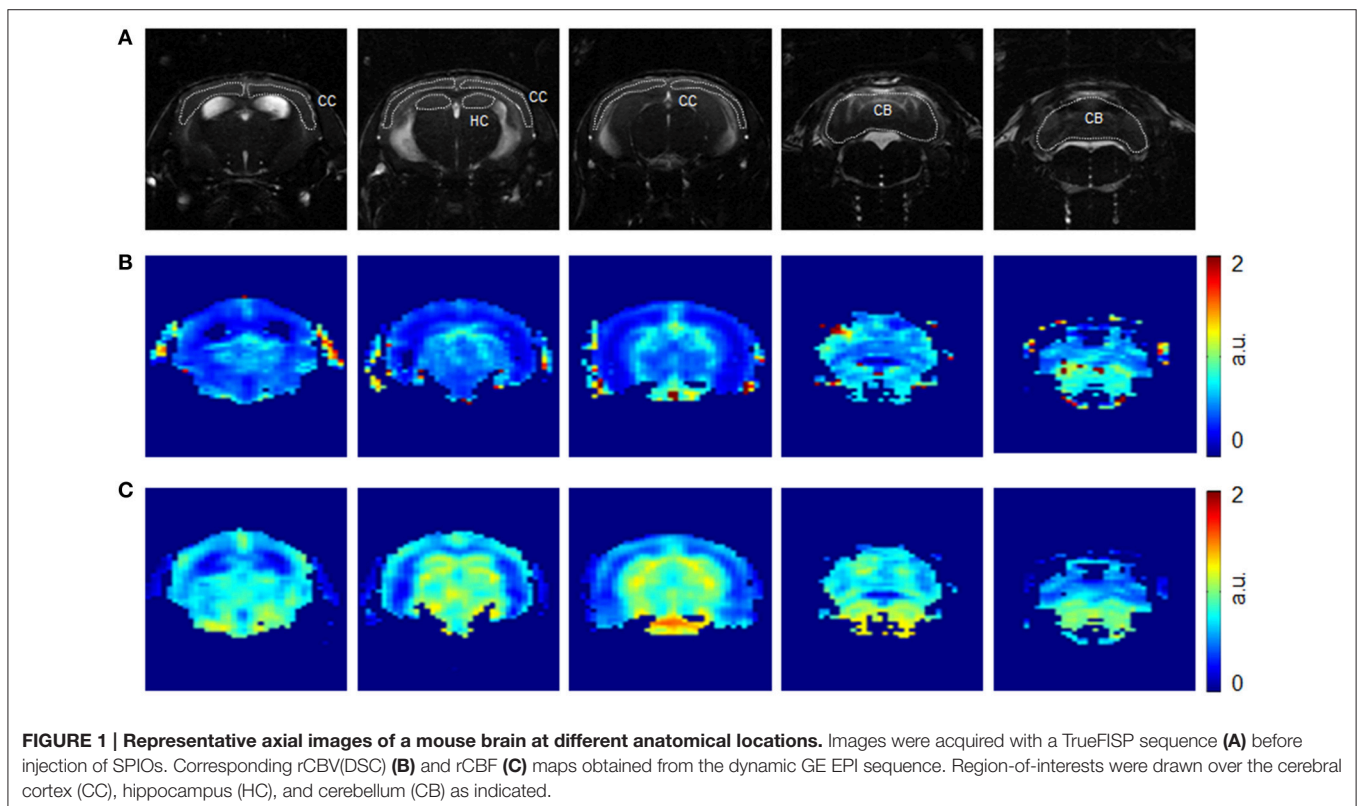 A
CC
CC
HC
CC
CB
CB
B
2
a.u.
0
C
2
a.u.
0
FIGURE 1 | Representative axial images of a mouse brain at different anatomical locations. Images were acquired with a TrueFISP sequence (A) before
injection of SPIOs. Corresponding rCBV(DSC) (B) and rCBF (C) maps obtained from the dynamic GE EPI sequence. Region-of-interests were drawn over the cerebral
cortex (CC), hippocampus (HC), and cerebellum (CB) as indicated.